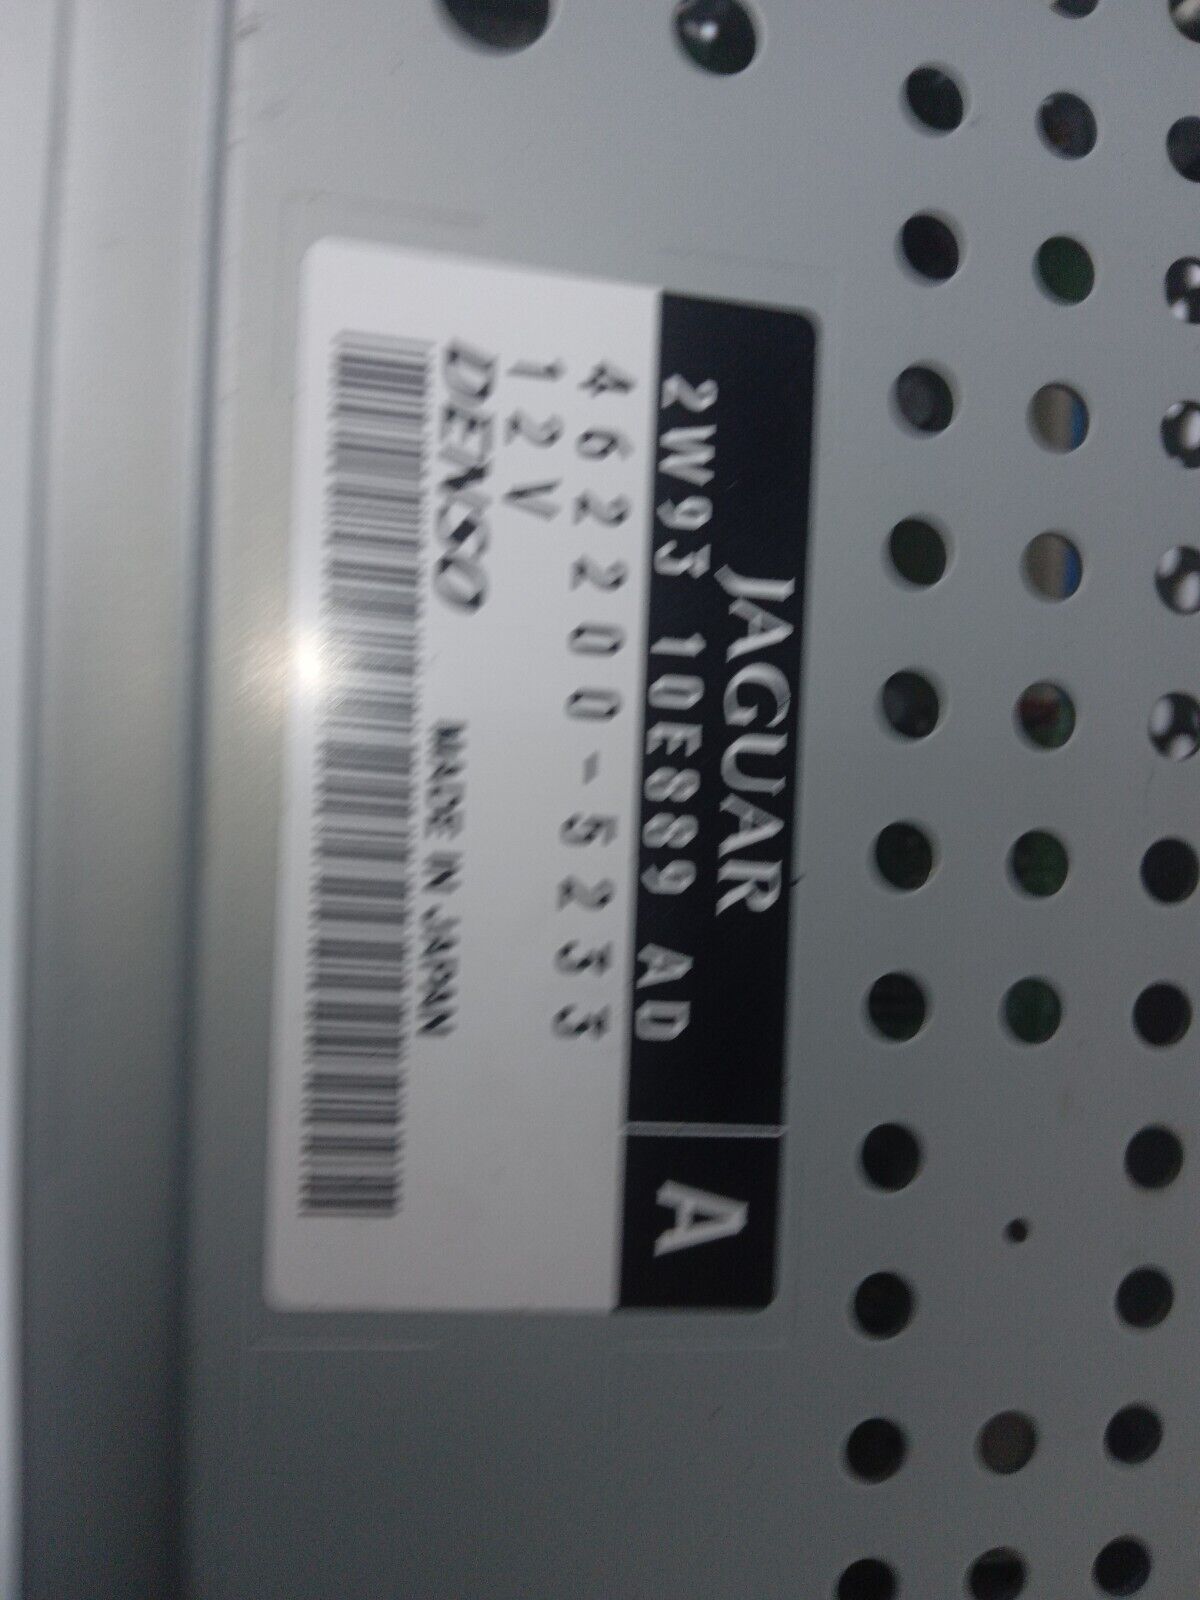 JAGUAR
2W93 10E889 AD
A
462200-5233
12V
DENSO MADE IN JAPAN